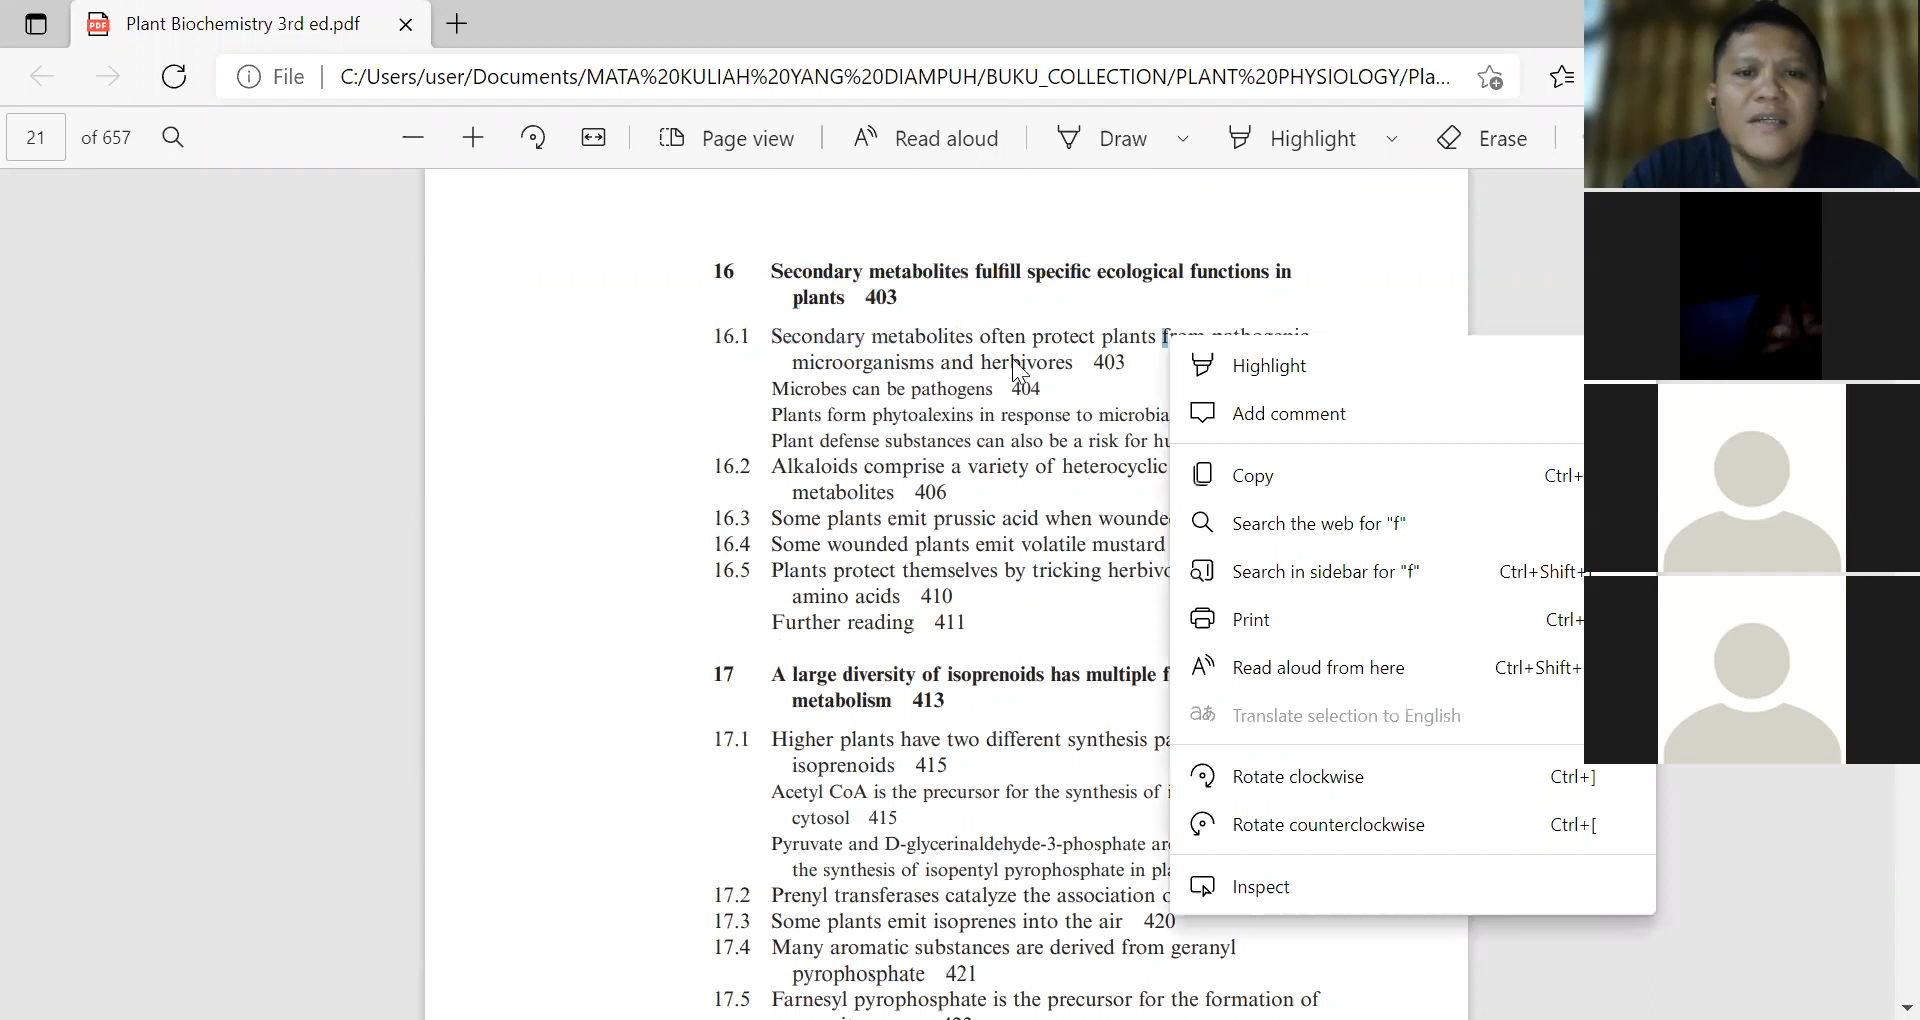 Plant Biochemistry 3rd ed.pdf
File
C:/Users/user/Documents/MATA%20KULIAH%20YANG%20DIAMPUH/BUKU_COLLECTION/PLANT%20PHYSIOLOGY/Pla...
21 of 657
Page view
Read aloud
Draw
Highlight
Erase
16 Secondary metabolites fulfill specific ecological functions in
plants 403
16.1 Secondary metabolites often protect plants from pathogenic
microorganisms and herbivores 403
Microbes can be pathogens 404
Plants form phytoalexins in response to
Plant defense substances can also be a risk for
16.2 Alkaloids comprise a variety of heterocyclic
metabolites 406
16.3 Some plants emit prussic acid when
16.4 Some wounded plants emit volatile mustard
16.5 Plants protect themselves by tricking
amino acids 410
Further reading 411
17 A large diversity of isoprenoids has multiple
metabolism 413
17.1 Higher plants have two different synthesis
isoprenoids 415
Acetyl CoA is the precursor for the synthesis of
cytosol 415
Pyruvate and D-glycerinaldehyde-3-phosphate
the synthesis of isopentyl pyrophosphate in
17.2 Prenyl transferases catalyze the association
17.3 Some plants emit isoprenes into the air 420
17.4 Many aromatic substances are derived from geranyl
pyrophosphate 421
17.5 Farnesyl pyrophosphate is the precursor for the formation of
Highlight
Add comment
Copy Ctrl+
Search the web for "f"
Search in sidebar for "f" Ctrl+Shift+
Print Ctrl+
Read aloud from here Ctrl+Shift+
Translate selection to English
Rotate clockwise Ctrl+]
Rotate counterclockwise Ctrl+[
Inspect